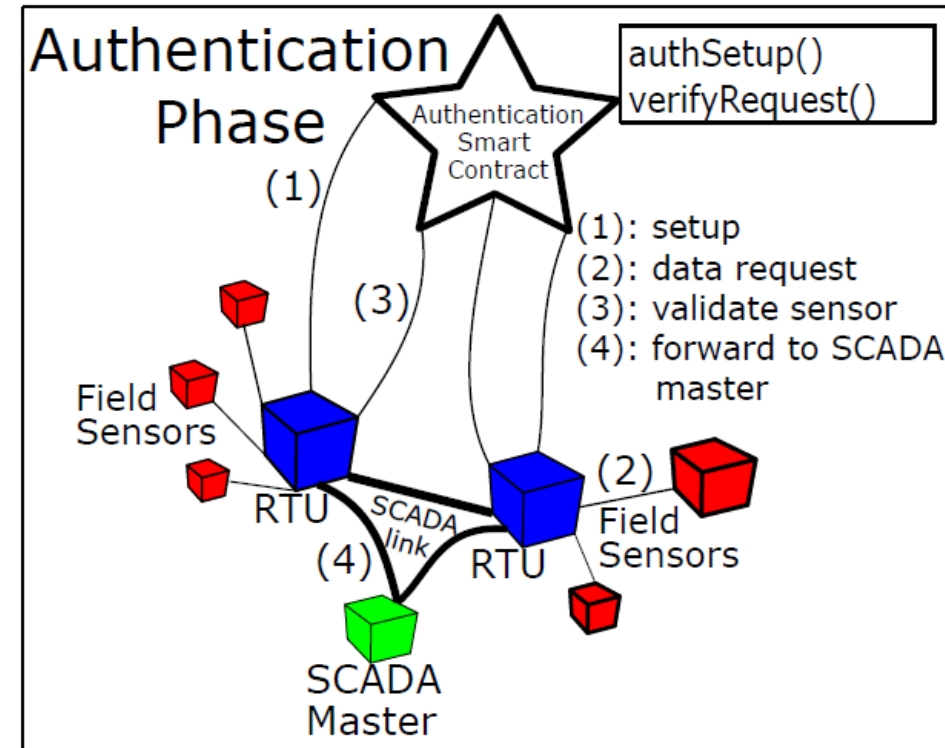 Authentication
Phase
authSetup()
verifyRequest()
Authentication
Smart
Contract
(1)
(3)
(1): setup
(2): data request
(3): validate sensor
(4): forward to SCADA
master
Field
Sensors
RTU
SCADA
link
(4)
RTU
(2)
Field
Sensors
SCADA
Master